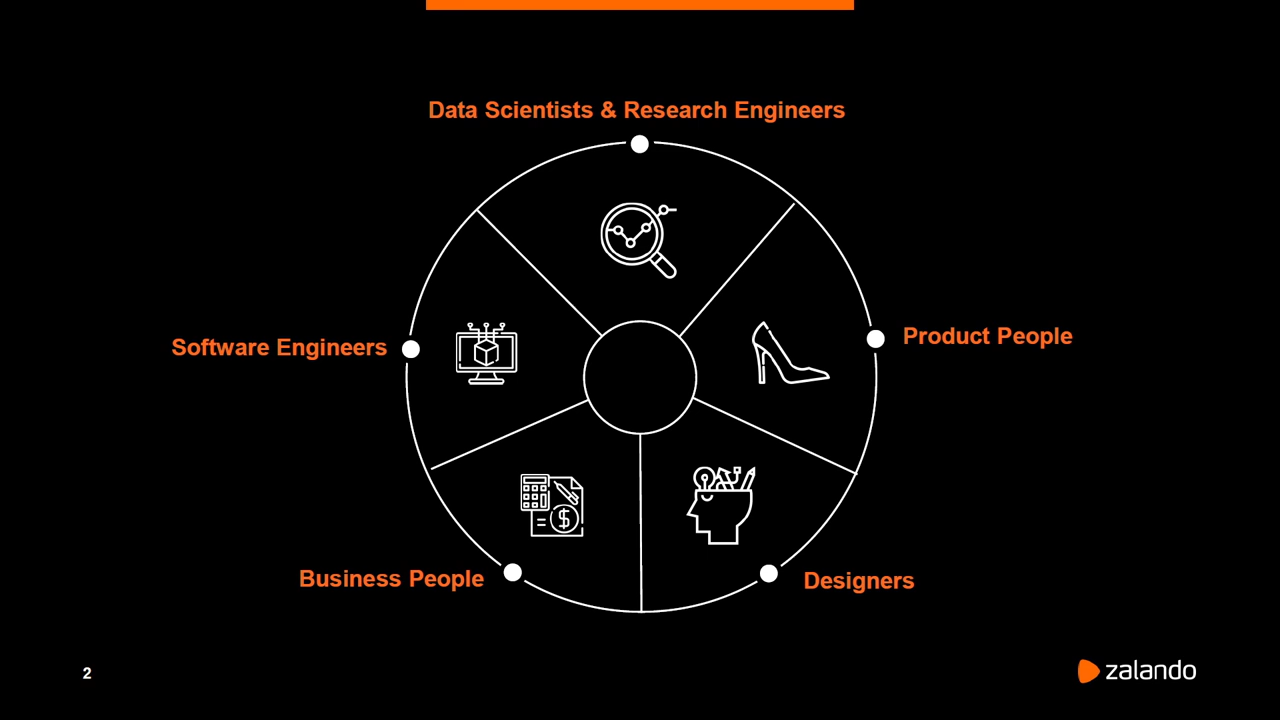 Data Scientists & Research Engineers
Product People
Software Engineers
$
Business People
Designers
2
zalando